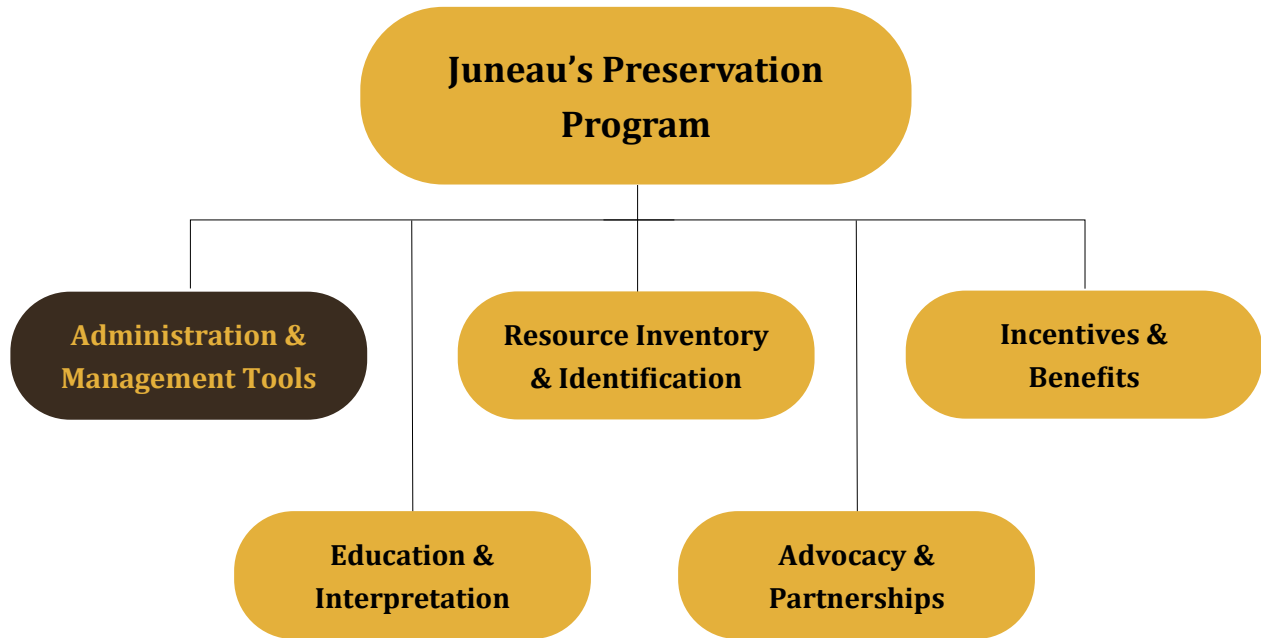 Juneau’s Preservation
Program
Administration &
Management Tools
Resource Inventory
& Identification
Incentives &
Benefits
Education &
Interpretation
Advocacy &
Partnerships